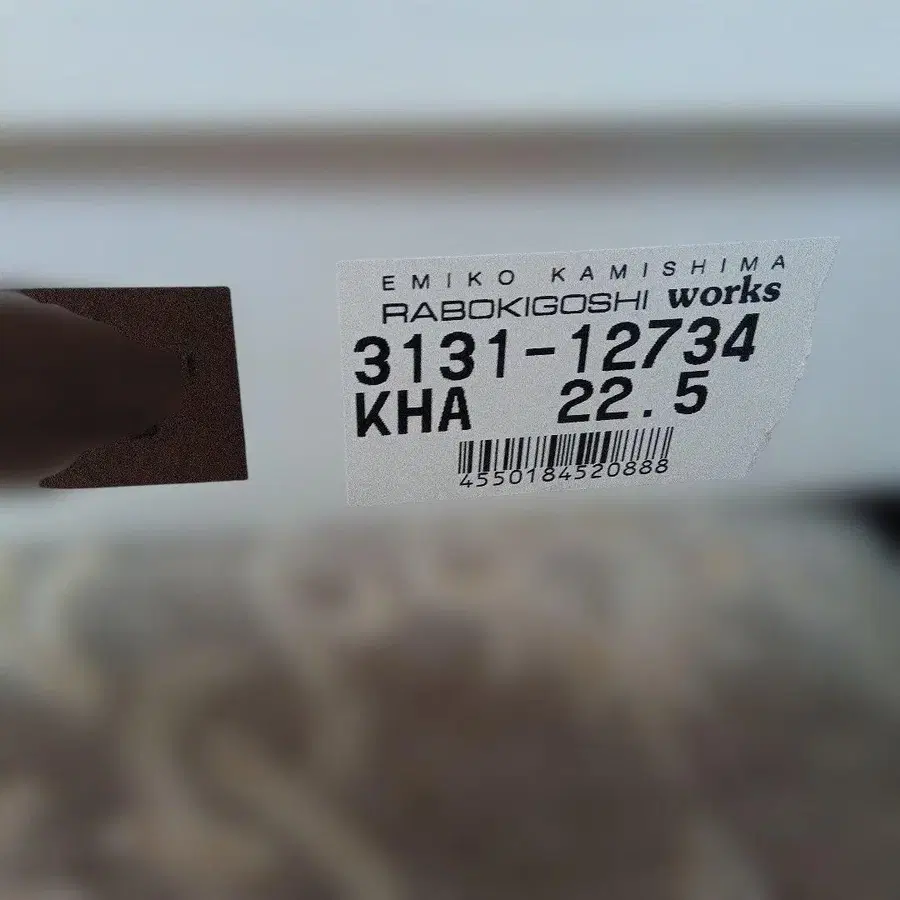 EMIKO KAMISHIMA
RABOKIGOSHI works
3131-12734
KHA 22.5
4550184520888